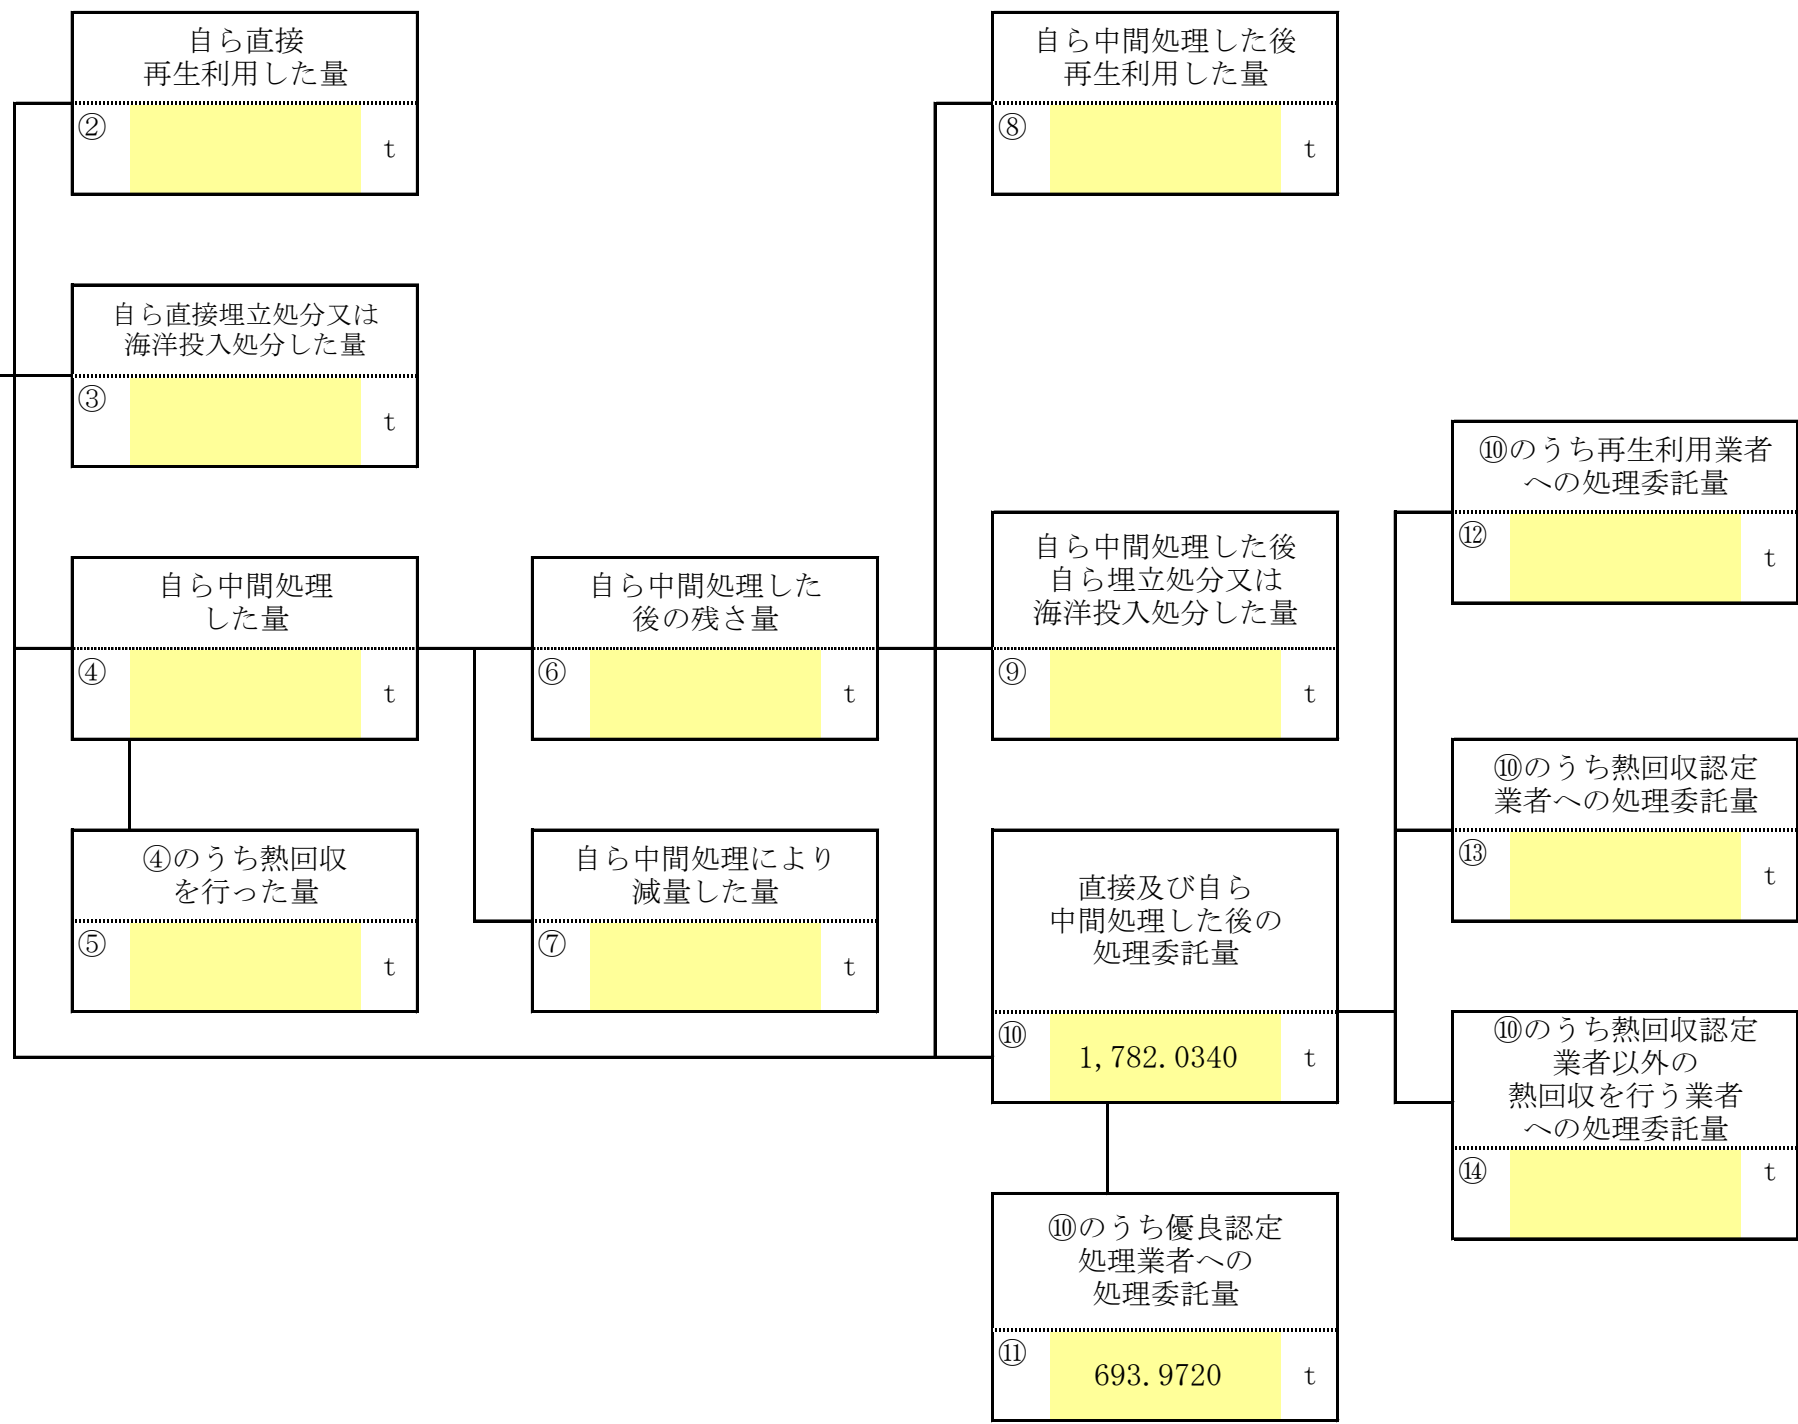 自ら直接
再生利用した量
②
t
自ら中間処理した後
再生利用した量
⑧
t
自ら直接埋立処分又は
海洋投入処分した量
③
t
⑩のうち再生利用業者
への処理委託量
⑫
t
自ら中間処理
した量
④
t
自ら中間処理した
後の残さ量
⑥
t
自ら中間処理した後
自ら埋立処分又は
海洋投入処分した量
⑨
t
⑩のうち熱回収認定
業者への処理委託量
⑬
t
④のうち熱回収
を行った量
⑤
t
自ら中間処理により
減量した量
⑦
t
直接及び自ら
中間処理した後の
処理委託量
⑩ 1,782.0340 t
⑩のうち熱回収認定
業者以外の
熱回収を行う業者
への処理委託量
⑭
t
⑩のうち優良認定
処理業者への
処理委託量
⑪ 693.9720 t